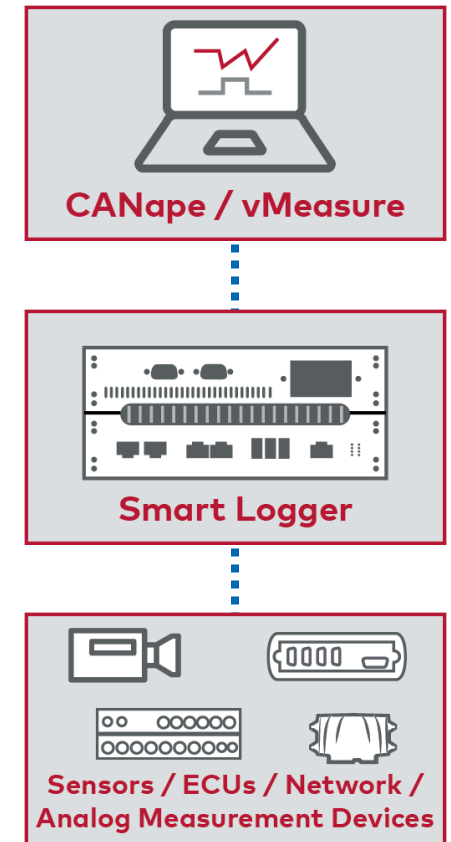 CANape / vMeasure
Smart Logger
Sensors / ECUs / Network /
Analog Measurement Devices